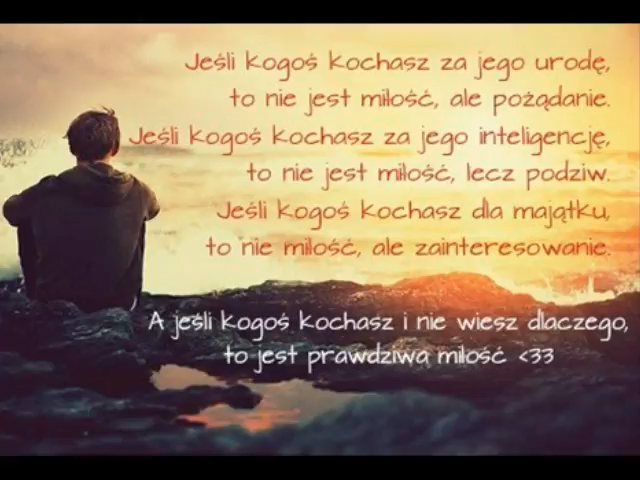 Jeśli kogoś kochasz za jego urodę,
to nie jest miłość, ale pożądanie.
Jeśli kogoś kochasz za jego inteligencję,
to nie jest miłość, lecz podziw.
Jeśli kogoś kochasz dla majątku,
to nie miłość, ale zainteresowanie.
A jeśli kogoś kochasz i nie wiesz dlaczego,
to jest prawdziwa miłość <33